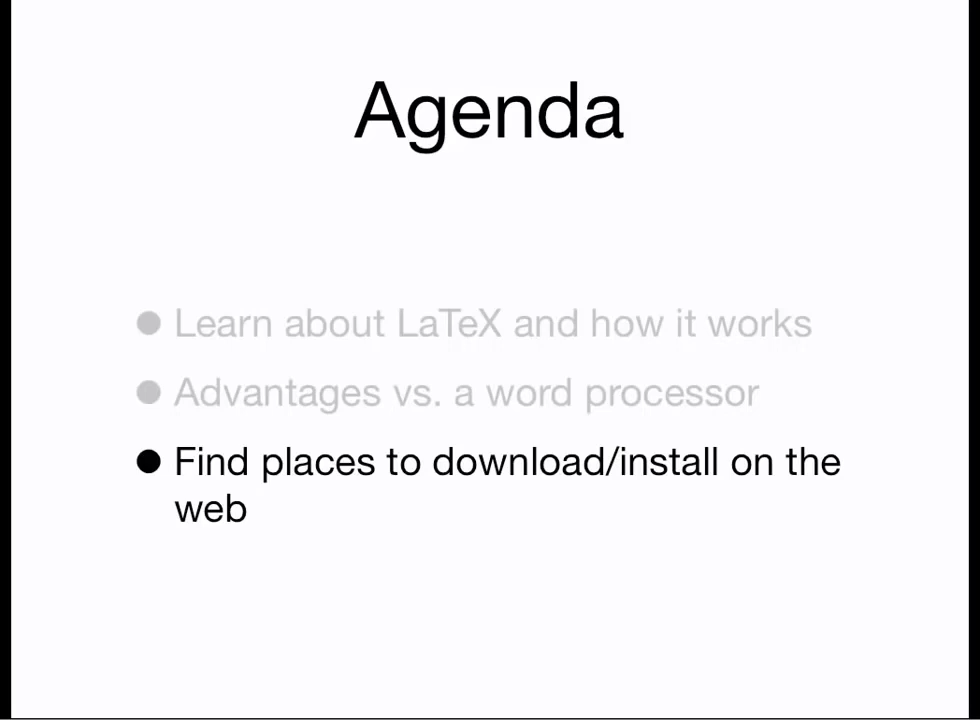 Agenda
● Learn about LaTeX and how it works
● Advantages vs. a word processor
● Find places to download/install on the
web